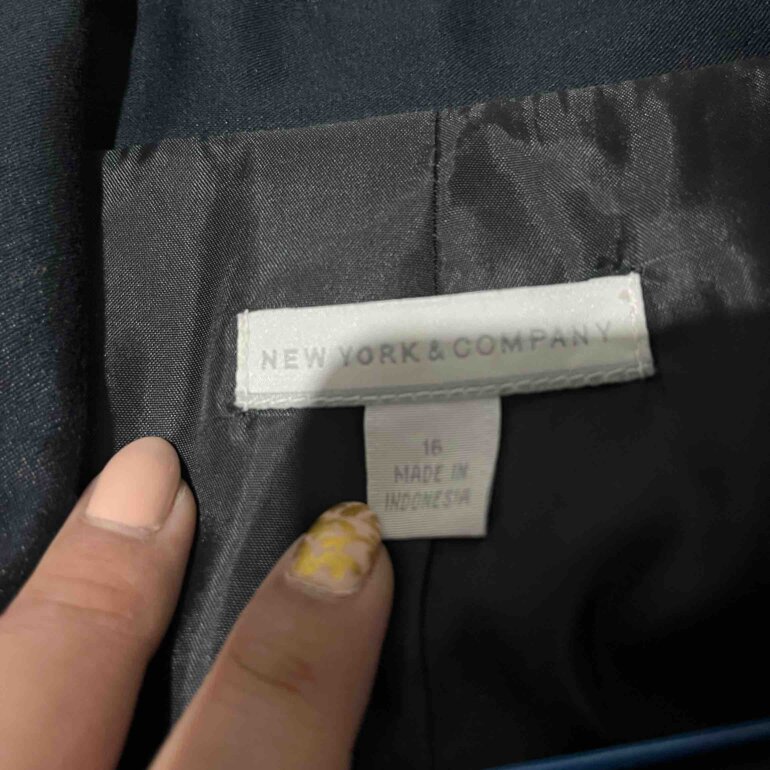 NEW YORK & COMPANY
16
MADE IN
INDONESIA